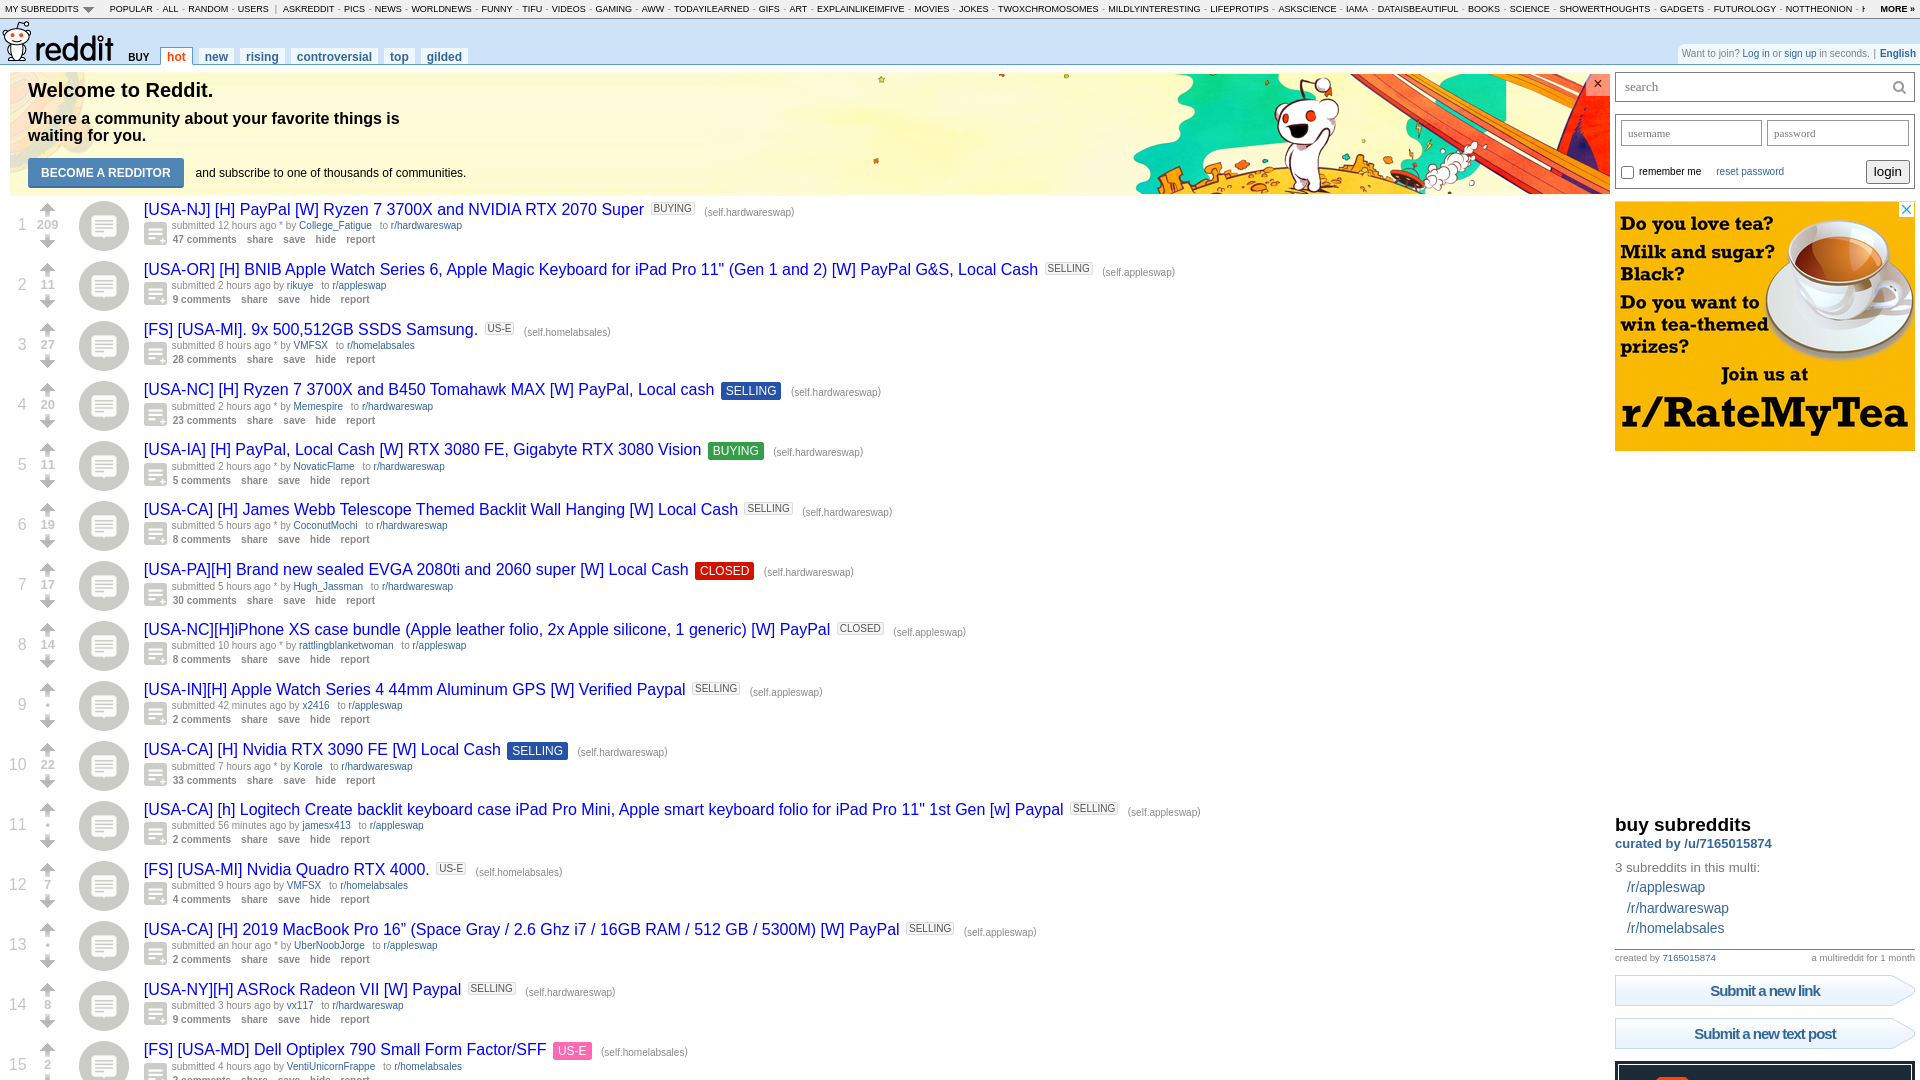 MY SUBREDDITS POPULAR - ALL - RANDOM - USERS | ASKREDDIT - PICS - NEWS - WORLDNEWS - FUNNY - TIFU - VIDEOS - GAMING - AWW - TODAYILEARNED - GIFS - ART - EXPLAINLIKEIMFIVE - MOVIES - JOKES - TWOXCHROMOSOMES - MILDLYINTERESTING - LIFEPROTIPS - ASKSCIENCE - IAMA - DATAISBEAUTIFUL - BOOKS - SCIENCE - SHOWERTHOUGHTS - GADGETS - FUTUROLOGY - NOTTHEONION - MORE »
reddit BUY hot new rising controversial top gilded
Want to join? Log in or sign up in seconds. | English
Welcome to Reddit.
Where a community about your favorite things is
waiting for you.
BECOME A REDDITOR and subscribe to one of thousands of communities.
×
1 209
[USA-NJ] [H] PayPal [W] Ryzen 7 3700X and NVIDIA RTX 2070 Super BUYING (self.hardwareswap)
submitted 12 hours ago * by College_Fatigue to r/hardwareswap
47 comments share save hide report
2 11
[USA-OR] [H] BNIB Apple Watch Series 6, Apple Magic Keyboard for iPad Pro 11" (Gen 1 and 2) [W] PayPal G&S, Local Cash SELLING (self.appleswap)
submitted 2 hours ago by rikuye to r/appleswap
9 comments share save hide report
3 27
[FS] [USA-MI]. 9x 500,512GB SSDS Samsung. US-E (self.homelabsales)
submitted 8 hours ago * by VMFSX to r/homelabsales
28 comments share save hide report
4 20
[USA-NC] [H] Ryzen 7 3700X and B450 Tomahawk MAX [W] PayPal, Local cash SELLING (self.hardwareswap)
submitted 2 hours ago * by Memespire to r/hardwareswap
23 comments share save hide report
5 11
[USA-IA] [H] PayPal, Local Cash [W] RTX 3080 FE, Gigabyte RTX 3080 Vision BUYING (self.hardwareswap)
submitted 2 hours ago * by NovaticFlame to r/hardwareswap
5 comments share save hide report
6 19
[USA-CA] [H] James Webb Telescope Themed Backlit Wall Hanging [W] Local Cash SELLING (self.hardwareswap)
submitted 5 hours ago * by CoconutMochi to r/hardwareswap
8 comments share save hide report
7 17
[USA-PA][H] Brand new sealed EVGA 2080ti and 2060 super [W] Local Cash CLOSED (self.hardwareswap)
submitted 5 hours ago * by Hugh_Jassman to r/hardwareswap
30 comments share save hide report
8 14
[USA-NC][H]iPhone XS case bundle (Apple leather folio, 2x Apple silicone, 1 generic) [W] PayPal CLOSED (self.appleswap)
submitted 10 hours ago * by rattlingblanketwoman to r/appleswap
8 comments share save hide report
9 •
[USA-IN][H] Apple Watch Series 4 44mm Aluminum GPS [W] Verified Paypal SELLING (self.appleswap)
submitted 42 minutes ago by x2416 to r/appleswap
2 comments share save hide report
10 22
[USA-CA] [H] Nvidia RTX 3090 FE [W] Local Cash SELLING (self.hardwareswap)
submitted 7 hours ago * by Korole to r/hardwareswap
33 comments share save hide report
11 •
[USA-CA] [h] Logitech Create backlit keyboard case iPad Pro Mini, Apple smart keyboard folio for iPad Pro 11" 1st Gen [w] Paypal SELLING (self.appleswap)
submitted 56 minutes ago by jamesx413 to r/appleswap
2 comments share save hide report
12 7
[FS] [USA-MI] Nvidia Quadro RTX 4000. US-E (self.homelabsales)
submitted 9 hours ago by VMFSX to r/homelabsales
4 comments share save hide report
13 •
[USA-CA] [H] 2019 MacBook Pro 16” (Space Gray / 2.6 Ghz i7 / 16GB RAM / 512 GB / 5300M) [W] PayPal SELLING (self.appleswap)
submitted an hour ago * by UberNoobJorge to r/appleswap
2 comments share save hide report
14 8
[USA-NY][H] ASRock Radeon VII [W] Paypal SELLING (self.hardwareswap)
submitted 3 hours ago by vx117 to r/hardwareswap
9 comments share save hide report
15 2
[FS] [USA-MD] Dell Optiplex 790 Small Form Factor/SFF US-E (self.homelabsales)
submitted 4 hours ago by VentiUnicornFrappe to r/homelabsales
2 comments share save hide report
search
username password
remember me reset password login
Do you love tea?
Milk and sugar?
Black?
Do you want to
win tea-themed
prizes?
Join us at
r/RateMyTea
buy subreddits
curated by /u/7165015874
3 subreddits in this multi:
/r/appleswap
/r/hardwareswap
/r/homelabsales
created by 7165015874 a multireddit for 1 month
Submit a new link
Submit a new text post